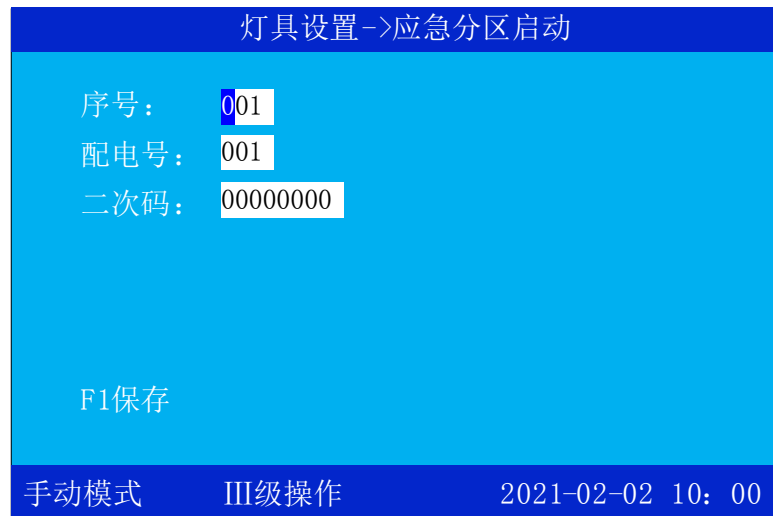 灯具设置->应急分区启动
序号： 001
配电号： 001
二次码： 00000000
F1保存
手动模式 Ⅲ级操作 2021-02-02 10：00